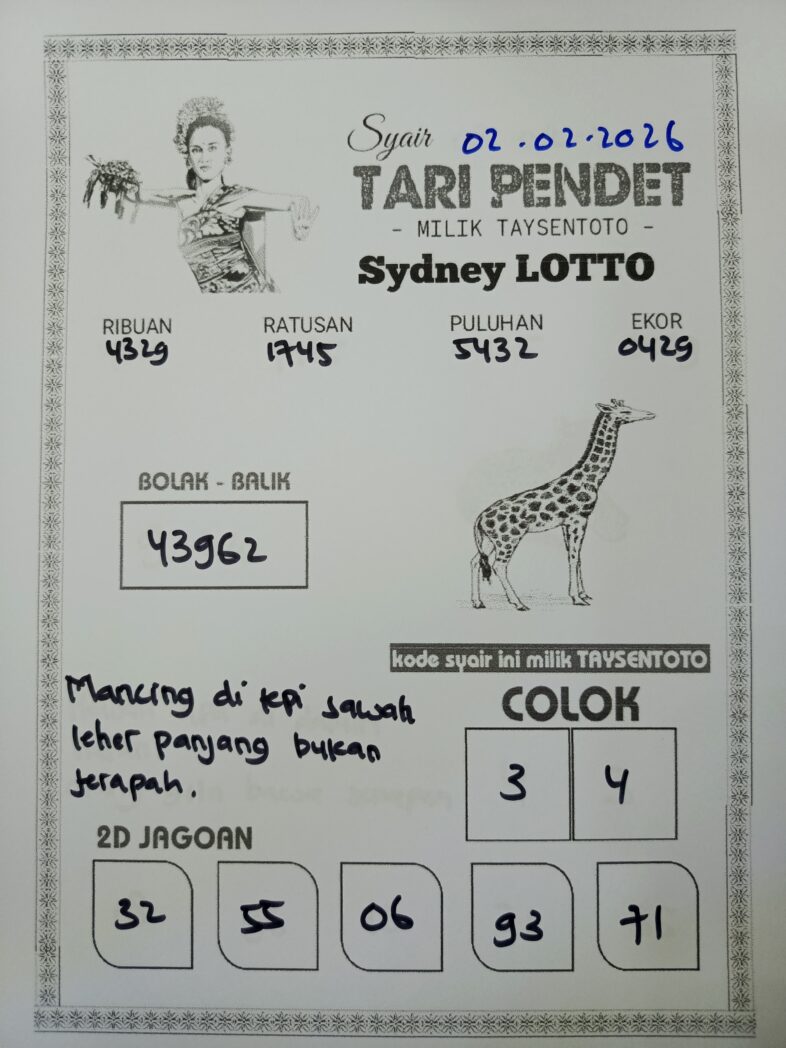 Syair 02.02.2026
TARI PENDET
- MILIK TAYSENTOTO -
Sydney LOTTO
RIBUAN RATUSAN PULUHAN EKOR
4329 1745 5432 0429
BOLAK - BALIK
43962
kode syair ini milik TAYSENTOTO
Mancing di tepi sawah
leher panjang bukan
jerapah.
COLOK
3 4
2D JAGOAN
32 55 06 93 71